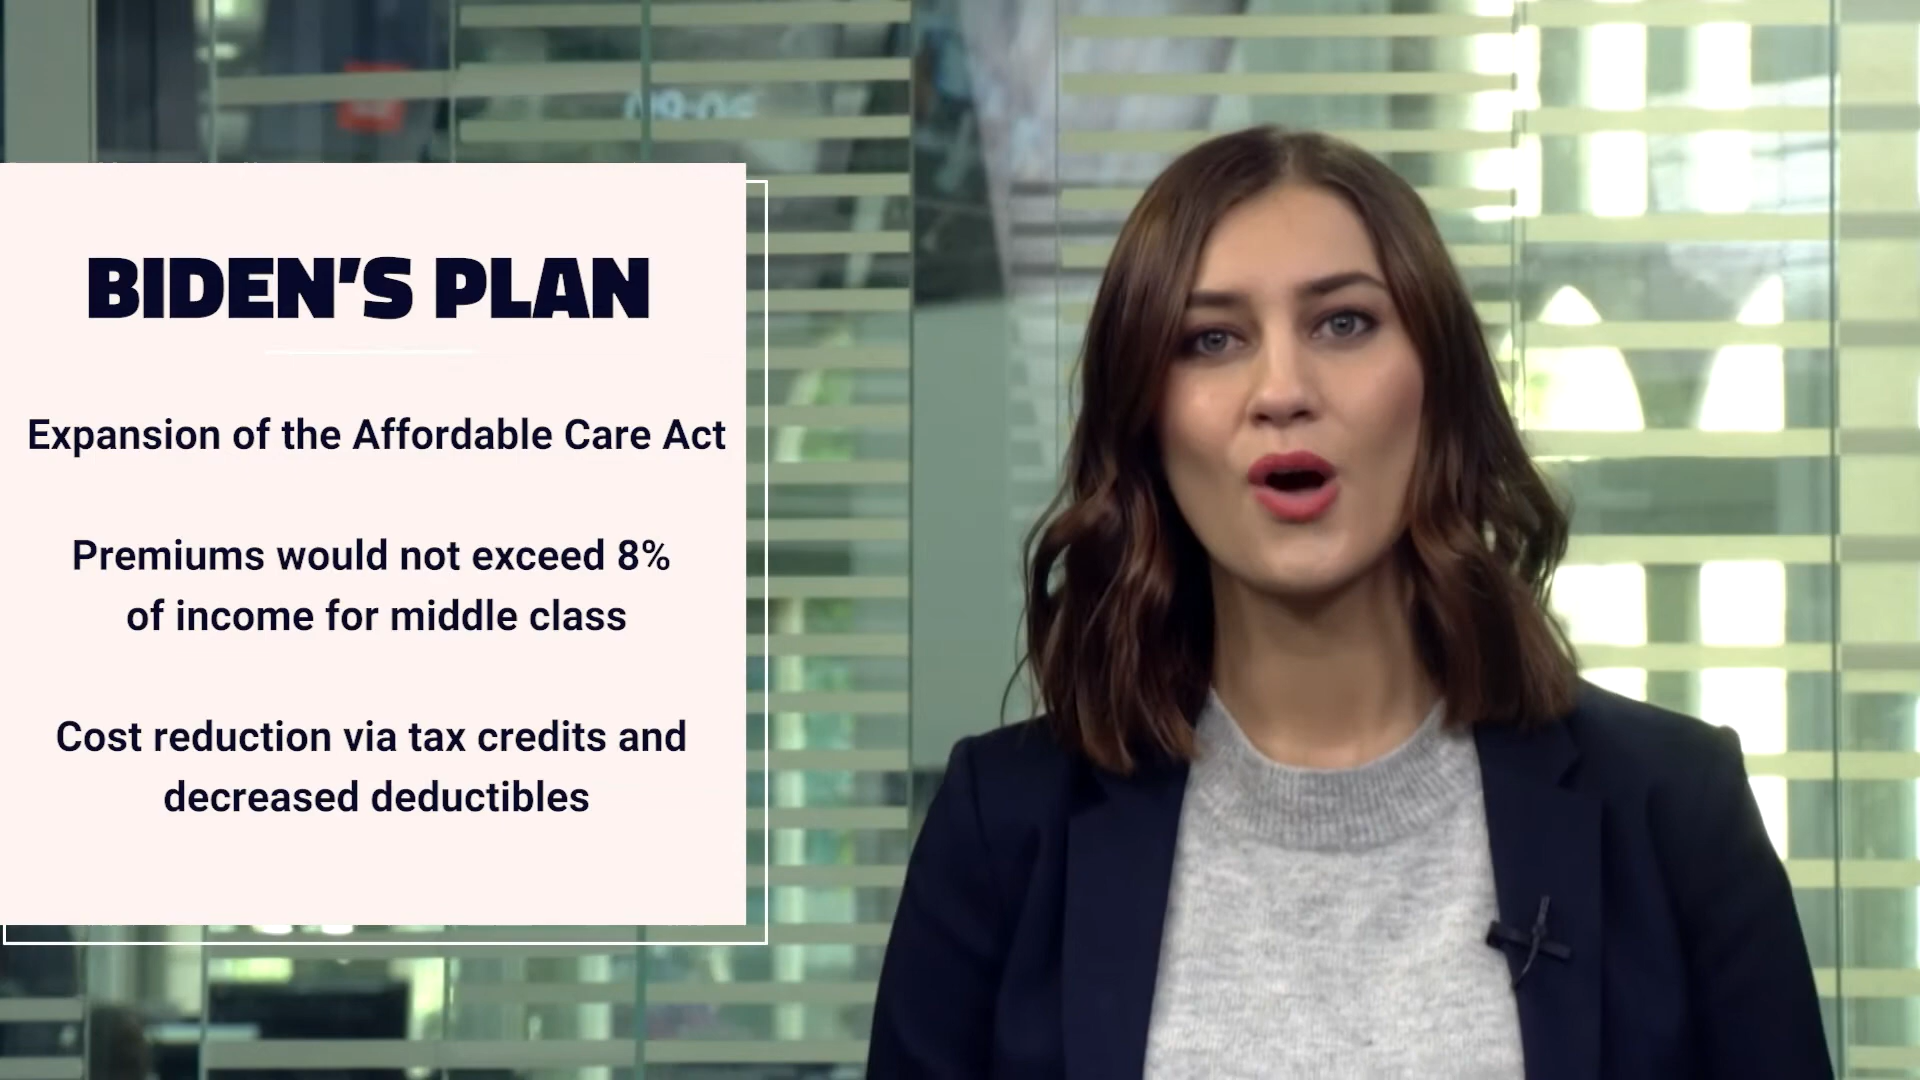 BIDEN'S PLAN
Expansion of the Affordable Care Act
Premiums would not exceed 8%
of income for middle class
Cost reduction via tax credits and
decreased deductibles